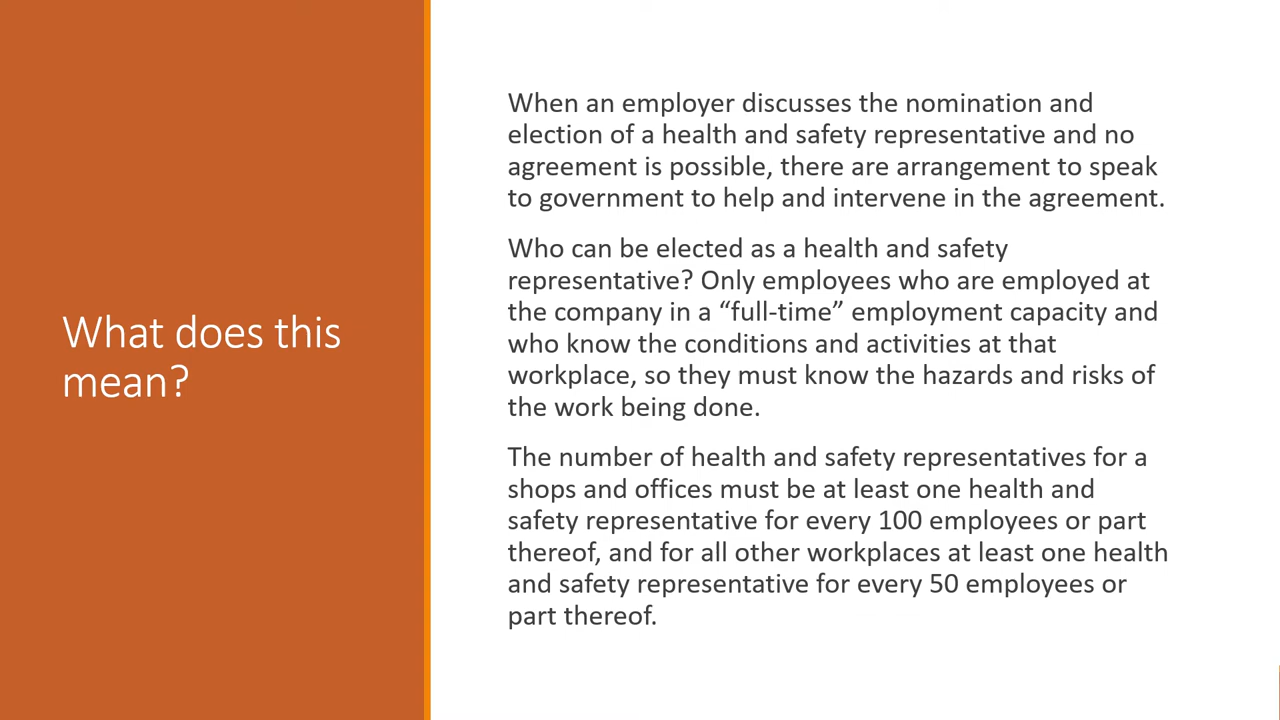 What does this
mean?
When an employer discusses the nomination and
election of a health and safety representative and no
agreement is possible, there are arrangement to speak
to government to help and intervene in the agreement.
Who can be elected as a health and safety
representative? Only employees who are employed at
the company in a “full-time” employment capacity and
who know the conditions and activities at that
workplace, so they must know the hazards and risks of
the work being done.
The number of health and safety representatives for a
shops and offices must be at least one health and
safety representative for every 100 employees or part
thereof, and for all other workplaces at least one health
and safety representative for every 50 employees or
part thereof.